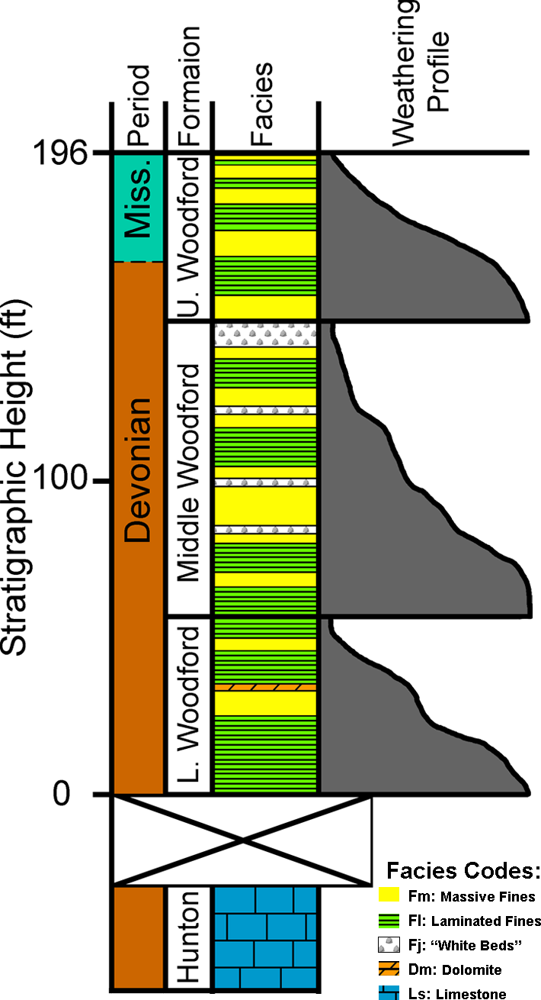 Period
Formaion
Facies
Weathering
Profile
Stratigraphic Height (ft)
196
100
0
Miss.
Devonian
U. Woodford
Middle Woodford
L. Woodford
Hunton
Facies Codes:
Fm: Massive Fines
Fl: Laminated Fines
Fj: “White Beds”
Dm: Dolomite
Ls: Limestone